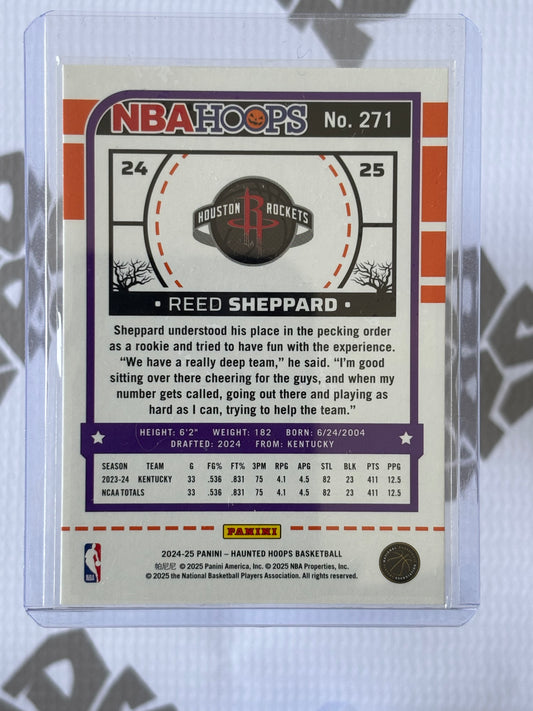 NBA HOOPS No. 271
24 25
HOUSTON R ROCKETS
• REED SHEPPARD •
Sheppard understood his place in the pecking order
as a rookie and tried to have fun with the experience.
“We have a really deep team,” he said. “I’m good
sitting over there cheering for the guys, and when my
number gets called, going out there and playing as
hard as I can, trying to help the team.”
HEIGHT: 6'2" WEIGHT: 182 BORN: 6/24/2004
DRAFTED: 2024 FROM: KENTUCKY
SEASON TEAM G FG% FT% 3PM RPG APG STL BLK PTS PPG
2023-24 KENTUCKY 33 .536 .831 75 4.1 4.5 82 23 411 12.5
NCAA TOTALS 33 .536 .831 75 4.1 4.5 82 23 411 12.5
PANINI
2024-25 PANINI – HAUNTED HOOPS BASKETBALL
帕尼尼 © 2025 Panini America, Inc. © 2025 NBA Properties, Inc.
© 2025 the National Basketball Players Association. All rights reserved.
NBA